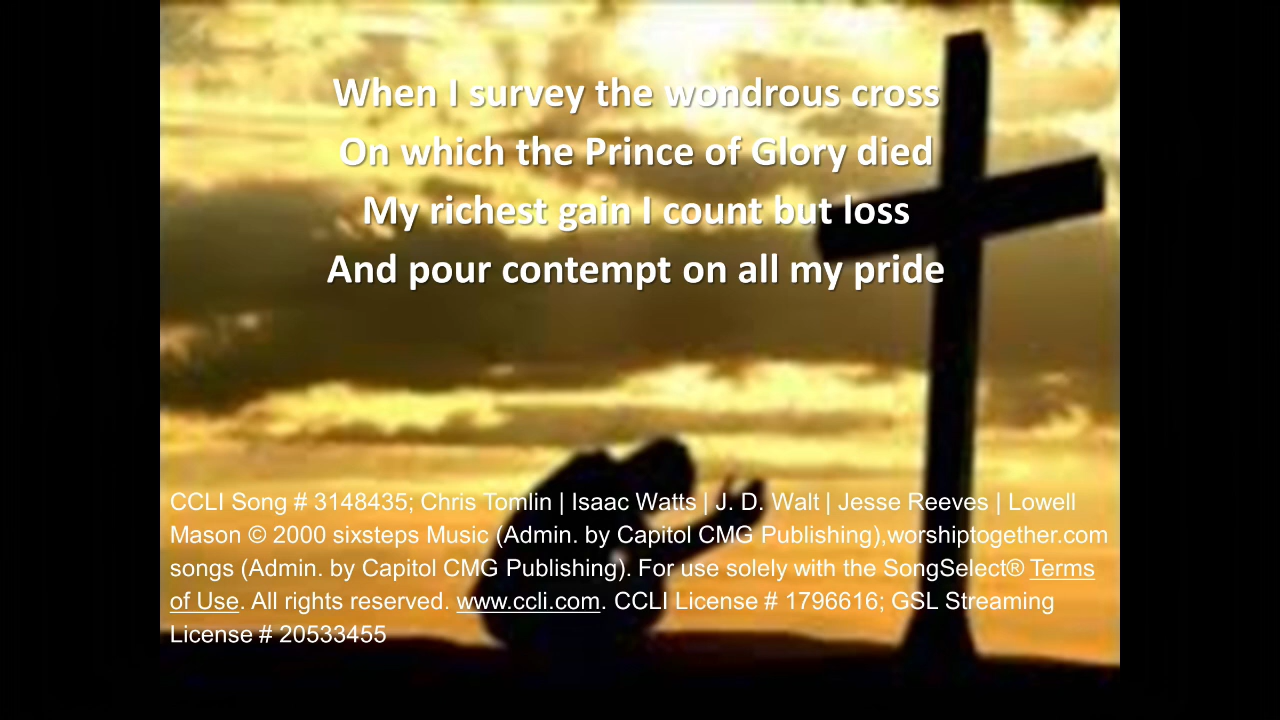 When I survey the wondrous cross
On which the Prince of Glory died
My richest gain I count but loss
And pour contempt on all my pride
CCLI Song # 3148435; Chris Tomlin | Isaac Watts | J. D. Walt | Jesse Reeves | Lowell
Mason © 2000 sixsteps Music (Admin. by Capitol CMG Publishing),worshiptogether.com
songs (Admin. by Capitol CMG Publishing). For use solely with the SongSelect® Terms
of Use. All rights reserved. www.ccli.com. CCLI License # 1796616; GSL Streaming
License # 20533455